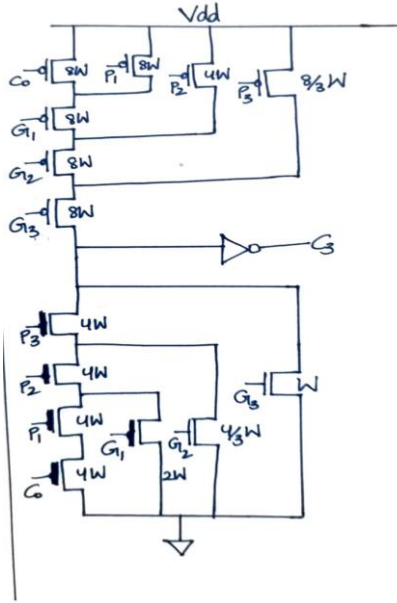 Vdd
C₀ 8W P₁ 8W P₂ 4W P₃ 8/3W
G₁ 8W
G₂ 8W
G₃ 8W
C₃
P₃ 4W
P₂ 4W
G₃ W
P₁ 4W G₁ 2W G₂ 4/3W
C₀ 4W